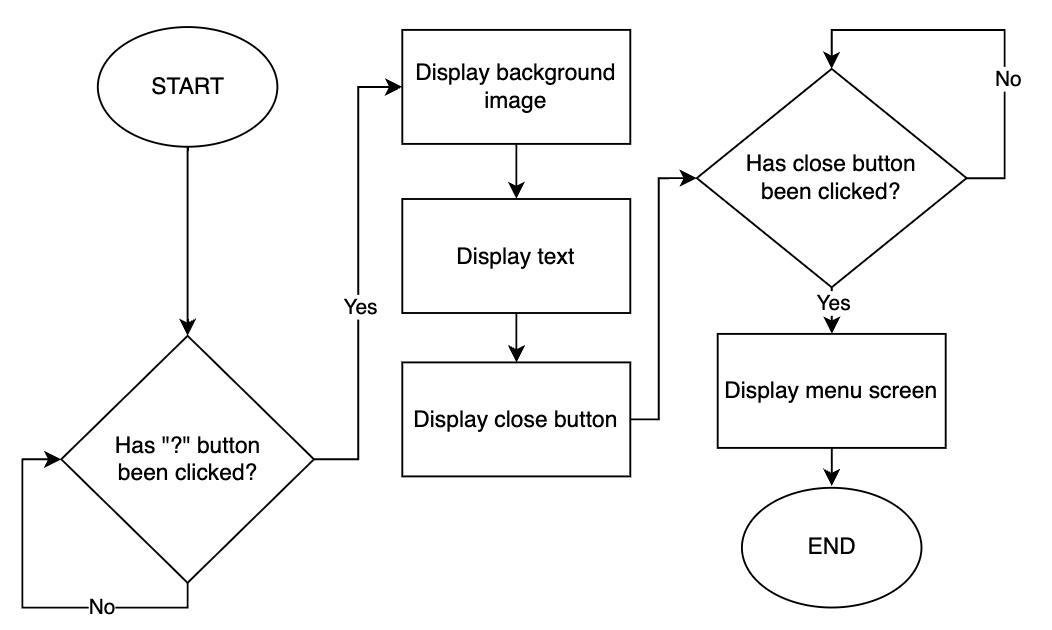 START
Has "?" button
been clicked?
No
Yes
Display background
image
Display text
Display close button
Has close button
been clicked?
No
Yes
Display menu screen
END